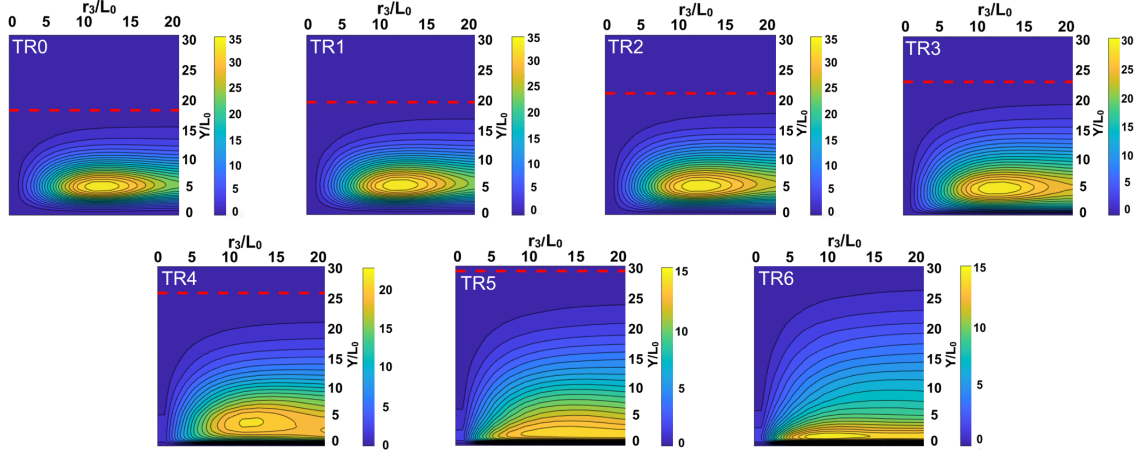 r₃/L₀ r₃/L₀ r₃/L₀ r₃/L₀
0 5 10 15 20 0 5 10 15 20 0 5 10 15 20 0 5 10 15 20
TR0 30 35 TR1 30 35 TR2 30 35 TR3 30 30
25 30 25 30 25 30 25 25
20 25 20 25 20 25 20 20
Y/L₀ 15 20 Y/L₀ 15 20 Y/L₀ 15 20 Y/L₀ 15 15
10 15 10 15 10 15 10 10
5 10 5 10 5 10 5 5
5 5 5
0 0 0 0 0 0 0 0
r₃/L₀ r₃/L₀ r₃/L₀
0 5 10 15 20 0 5 10 15 20 0 5 10 15 20
TR4 30 TR5 30 15 TR6 30 15
25 20 25 25
20 15 20 10 20 10
Y/L₀ 15 Y/L₀ 15 Y/L₀ 15
10 10 10 5 10 5
5 5 5 5
0 0 0 0 0 0